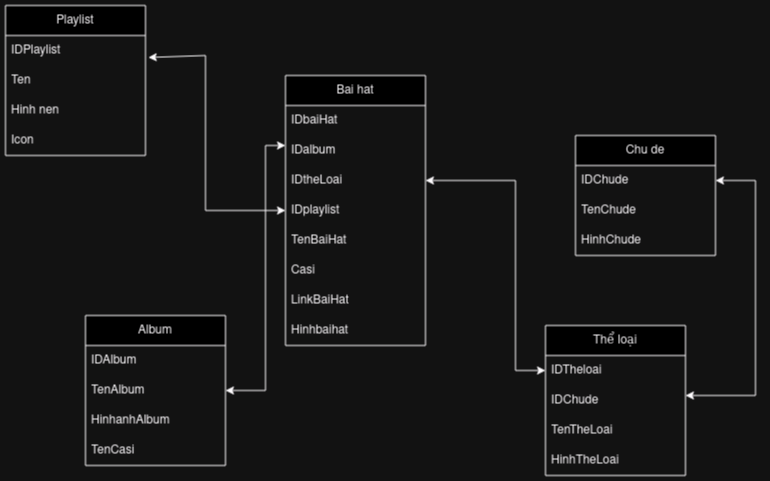 Playlist
IDPlaylist
Ten
Hinh nen
Icon
Bai hat
IDbaiHat
IDalbum
IDtheLoai
IDplaylist
TenBaiHat
Casi
LinkBaiHat
Hinhbaihat
Chu de
IDChude
TenChude
HinhChude
Album
IDAlbum
TenAlbum
HinhanhAlbum
TenCasi
Thể loại
IDTheloai
IDChude
TenTheLoai
HinhTheLoai